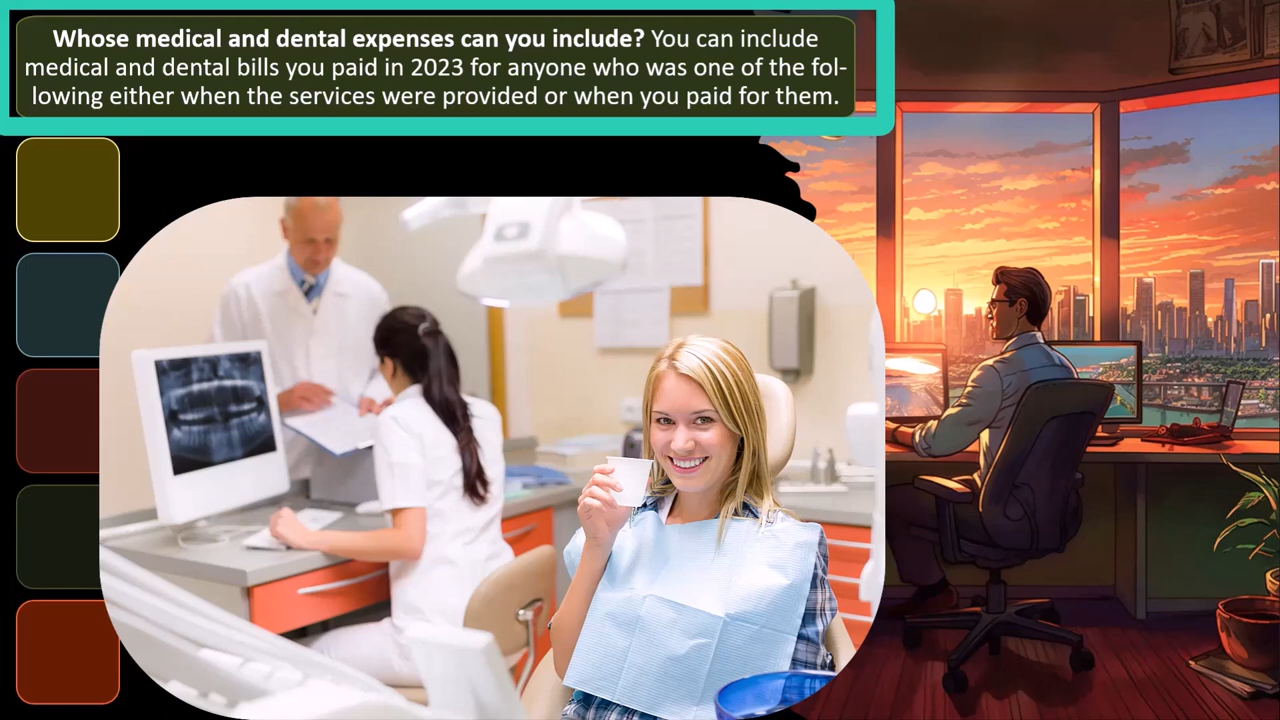 Whose medical and dental expenses can you include? You can include
medical and dental bills you paid in 2023 for anyone who was one of the fol-
lowing either when the services were provided or when you paid for them.